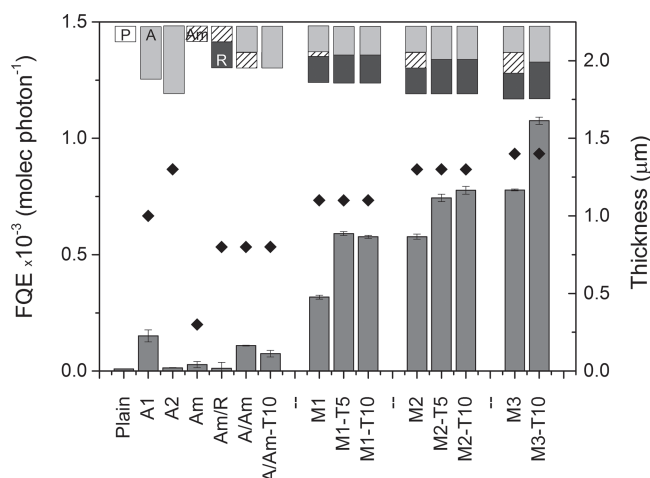 FQE x10⁻³ (molec photon⁻¹)
1.5
1.0
0.5
0.0
P
A
Am
R
2.0
1.5
1.0
0.5
0.0
Thickness (μm)
Plain
A1
A2
Am
Am/R
A/Am
A/Am-T10
--
M1
M1-T5
M1-T10
--
M2
M2-T5
M2-T10
--
M3
M3-T10